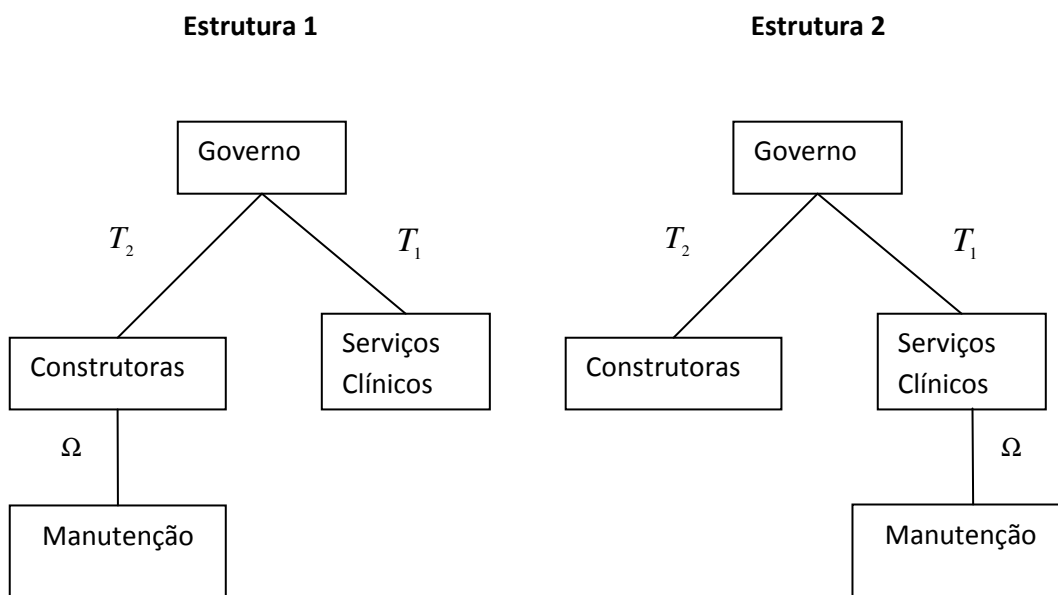 Estrutura 1
Governo
T₂
T₁
Construtoras
Serviços
Clínicos
Ω
Manutenção
Estrutura 2
Governo
T₂
T₁
Construtoras
Serviços
Clínicos
Ω
Manutenção